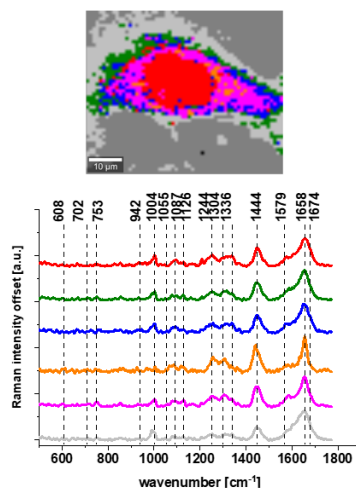 10 µm
608 702 753 942 1004 1055 1087 1126 1244 1304 1336 1444 1579 1658 1674
Raman intensity offset [a.u.]
600 800 1000 1200 1400 1600 1800
wavenumber [cm⁻¹]